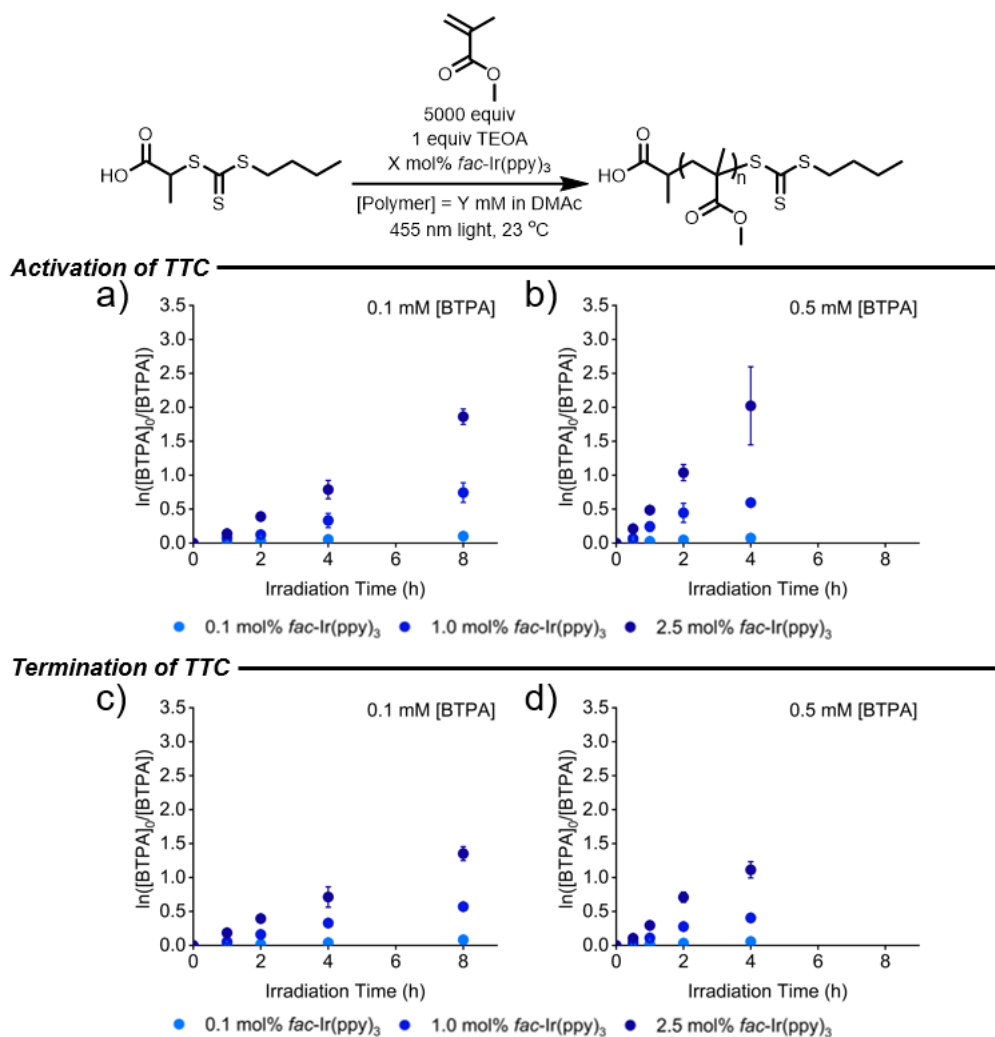 O
O
5000 equiv
1 equiv TEOA
X mol% fac-Ir(ppy)₃
[Polymer] = Y mM in DMAc
455 nm light, 23 °C
O
HO
S
S
S
O
HO
n
S
S
S
O
O
Activation of TTC
a)
0.1 mM [BTPA]
ln([BTPA]₀/[BTPA])
3.5
3.0
2.5
2.0
1.5
1.0
0.5
0.0
0 2 4 6 8
Irradiation Time (h)
b)
0.5 mM [BTPA]
ln([BTPA]₀/[BTPA])
3.5
3.0
2.5
2.0
1.5
1.0
0.5
0.0
0 2 4 6 8
Irradiation Time (h)
0.1 mol% fac-Ir(ppy)₃ 1.0 mol% fac-Ir(ppy)₃ 2.5 mol% fac-Ir(ppy)₃
Termination of TTC
c)
0.1 mM [BTPA]
ln([BTPA]₀/[BTPA])
3.5
3.0
2.5
2.0
1.5
1.0
0.5
0.0
0 2 4 6 8
Irradiation Time (h)
d)
0.5 mM [BTPA]
ln([BTPA]₀/[BTPA])
3.5
3.0
2.5
2.0
1.5
1.0
0.5
0.0
0 2 4 6 8
Irradiation Time (h)
0.1 mol% fac-Ir(ppy)₃ 1.0 mol% fac-Ir(ppy)₃ 2.5 mol% fac-Ir(ppy)₃